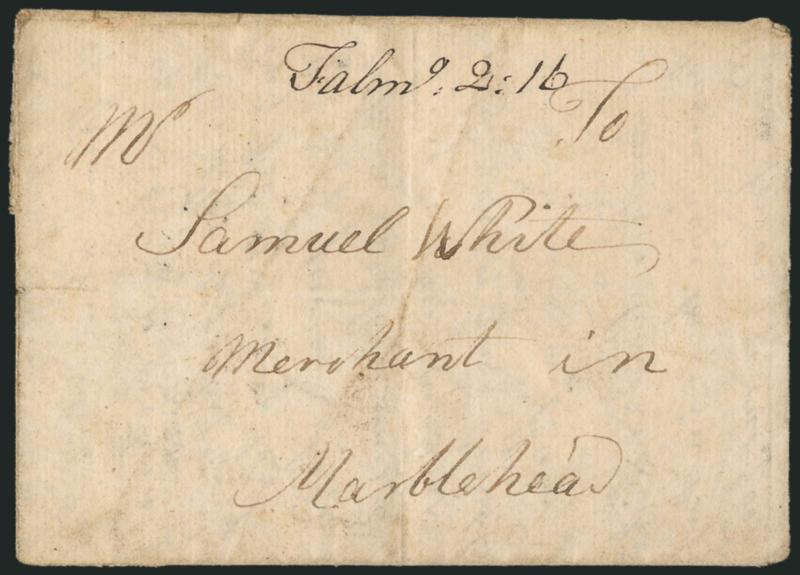 Falmº. 2:16
To
Mr
Samuel White
Merchant in
Marblehead